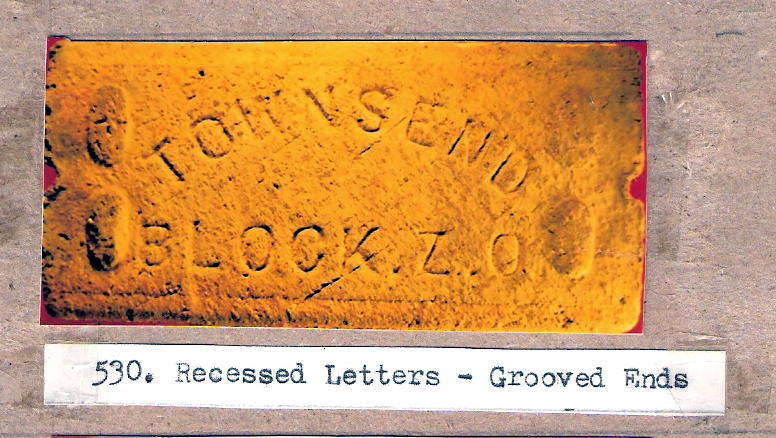 TOWNSEND
BLOCK.Z.O
530. Recessed Letters - Grooved Ends